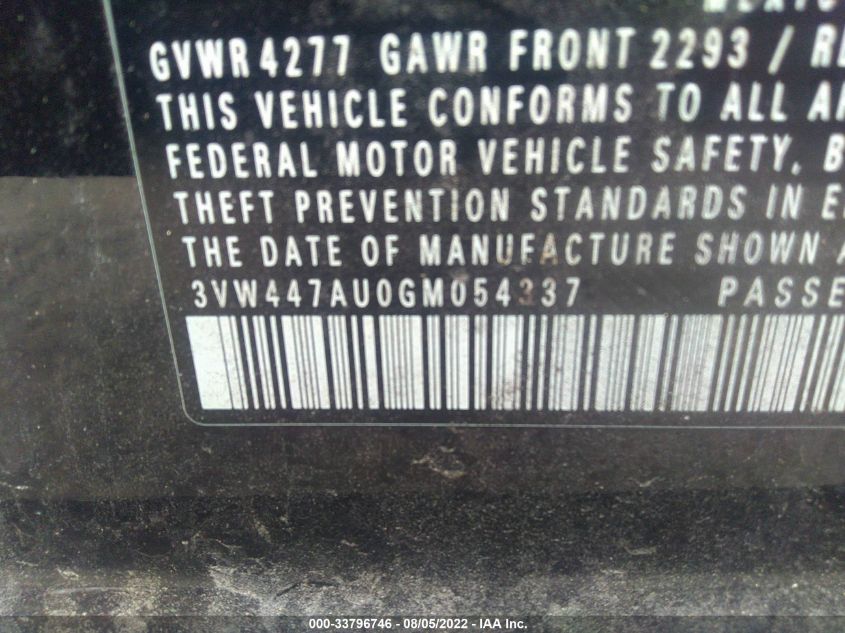 GVWR 4277 GAWR FRONT 2293 /
THIS VEHICLE CONFORMS TO ALL
FEDERAL MOTOR VEHICLE SAFETY,
THEFT PREVENTION STANDARDS IN
THE DATE OF MANUFACTURE SHOWN
3VW447AU0GM054337 PASSE
000-33796746 - 08/05/2022 - IAA Inc.